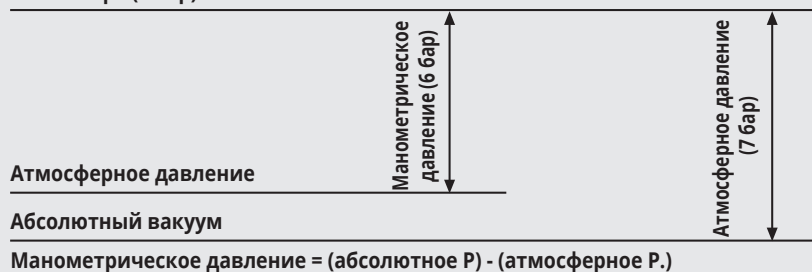 Манометрическое
давление (6 бар)
Атмосферное давление
(7 бар)
Атмосферное давление
Абсолютный вакуум
Манометрическое давление = (абсолютное P) - (атмосферное P.)